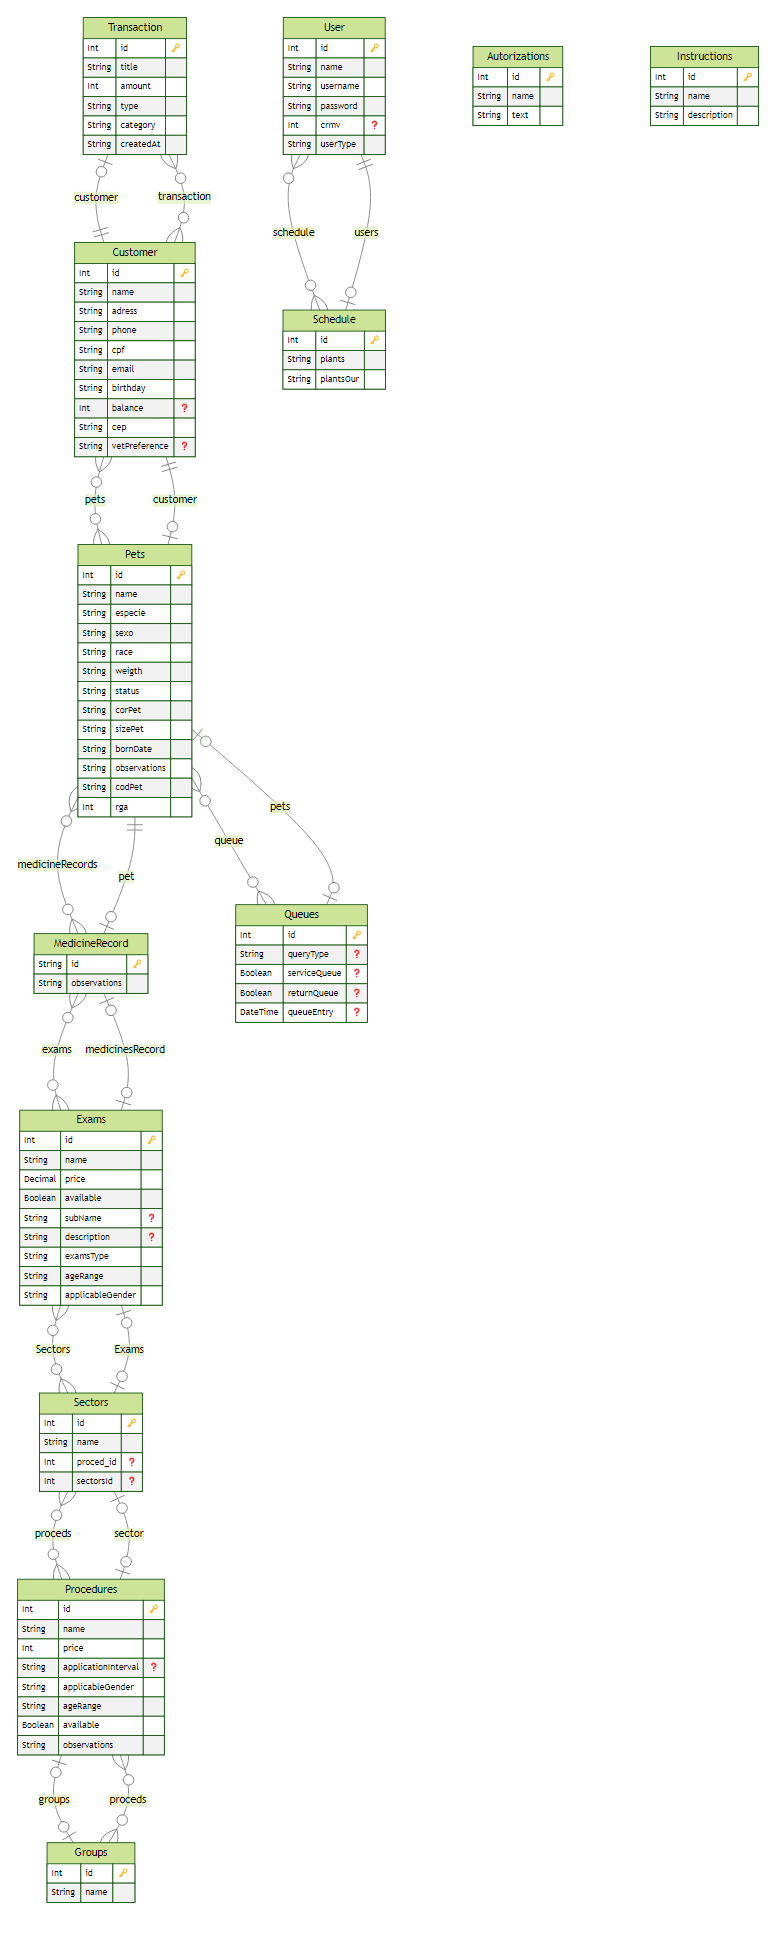 Transaction
Int id
String title
Int amount
String type
String category
String createdAt
User
Int id
String name
String username
String password
Int crmv ?
String userType
Autorizations
Int id
String name
String text
Instructions
Int id
String name
String description
customer
transaction
schedule
users
Customer
Int id
String name
String adress
String phone
String cpf
String email
String birthday
Int balance ?
String cep
String vetPreference ?
Schedule
Int id
String plants
String plantsOur
pets
customer
Pets
Int id
String name
String especie
String sexo
String race
String weigth
String status
String corPet
String sizePet
String bornDate
String observations
String codPet
Int rga
pets
queue
medicineRecords
pet
Queues
Int id
String queryType ?
Boolean serviceQueue ?
Boolean returnQueue ?
DateTime queueEntry ?
MedicineRecord
String id
String observations
exams
medicinesRecord
Exams
Int id
String name
Decimal price
Boolean available
String subName ?
String description ?
String examsType
String ageRange
String applicableGender
Sectors
Exams
Sectors
Int id
String name
Int proced_id ?
Int sectorsId ?
proceds
sector
Procedures
Int id
String name
Int price
String applicationInterval ?
String applicableGender
String ageRange
Boolean available
String observations
groups
proceds
Groups
Int id
String name